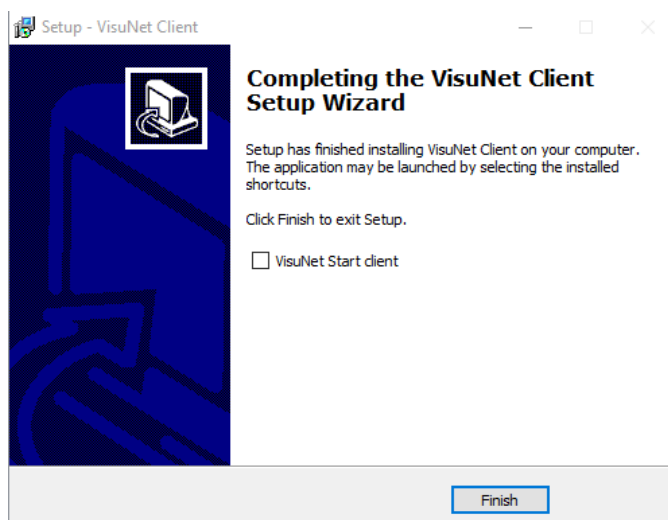 Setup - VisuNet Client
Completing the VisuNet Client
Setup Wizard
Setup has finished installing VisuNet Client on your computer.
The application may be launched by selecting the installed
shortcuts.
Click Finish to exit Setup.
VisuNet Start client
Finish